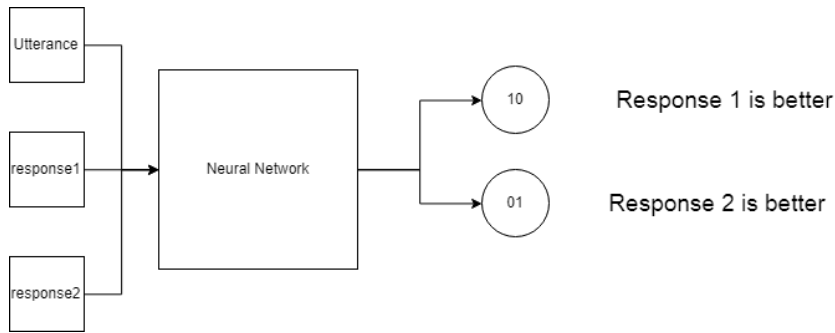 Utterance
response1
response2
Neural Network
10
Response 1 is better
01
Response 2 is better